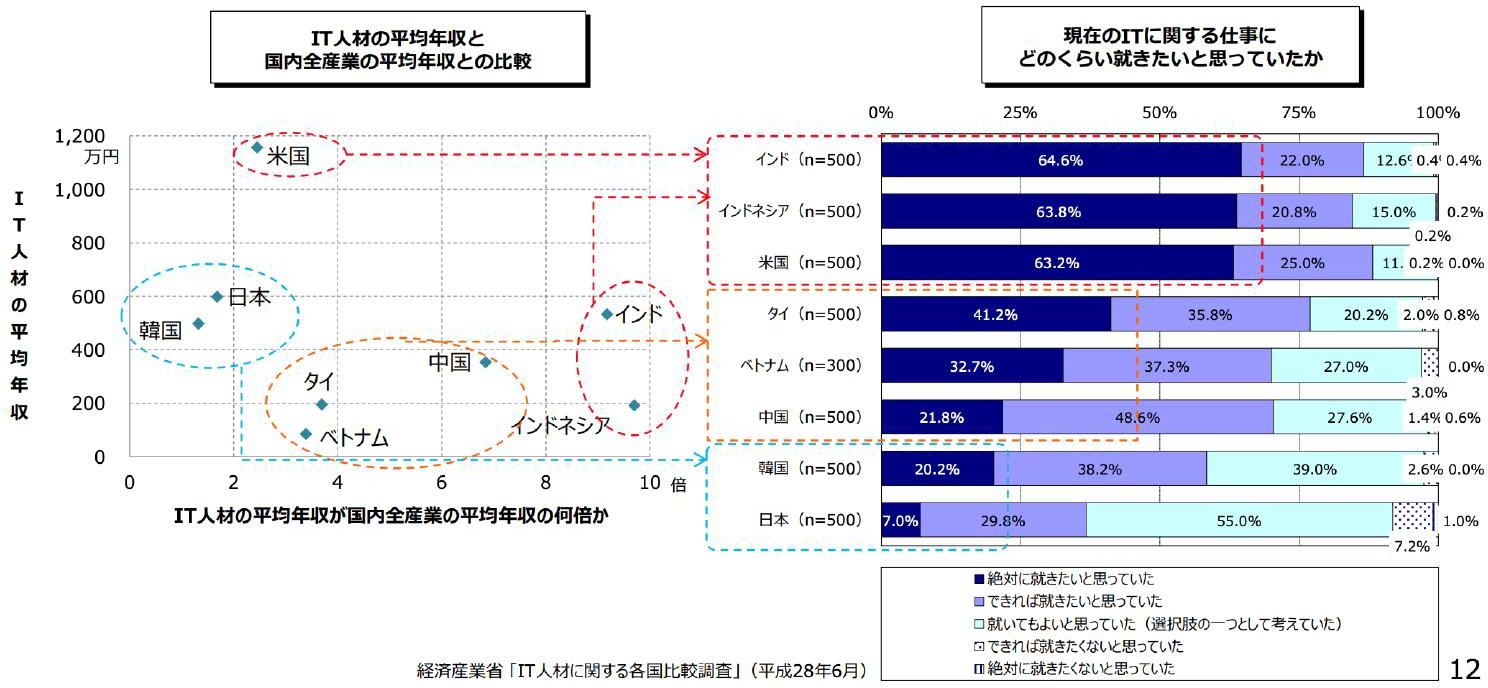 IT人材の平均年収と
国内全産業の平均年収との比較
IT人材の平均年収
1,200
万円
1,000
800
600
400
200
0
0 2 4 6 8 10 倍
米国
日本
韓国
インド
中国
タイ
インドネシア
ベトナム
IT人材の平均年収が国内全産業の平均年収の何倍か
現在のITに関する仕事に
どのくらい就きたいと思っていたか
0% 25% 50% 75% 100%
インド（n=500） 64.6% 22.0% 12.6% 0.4% 0.4%
インドネシア（n=500） 63.8% 20.8% 15.0% 0.2%
0.2%
米国（n=500） 63.2% 25.0% 11. 0.2% 0.0%
タイ（n=500） 41.2% 35.8% 20.2% 2.0% 0.8%
ベトナム（n=300） 32.7% 37.3% 27.0% 0.0%
3.0%
中国（n=500） 21.8% 48.6% 27.6% 1.4% 0.6%
韓国（n=500） 20.2% 38.2% 39.0% 2.6% 0.0%
日本（n=500） 7.0% 29.8% 55.0% 1.0%
7.2%
絶対に就きたいと思っていた
できれば就きたいと思っていた
就いてもよいと思っていた（選択肢の一つとして考えていた）
できれば就きたくないと思っていた
絶対に就きたくないと思っていた
経済産業省「IT人材に関する各国比較調査」（平成28年6月）
12